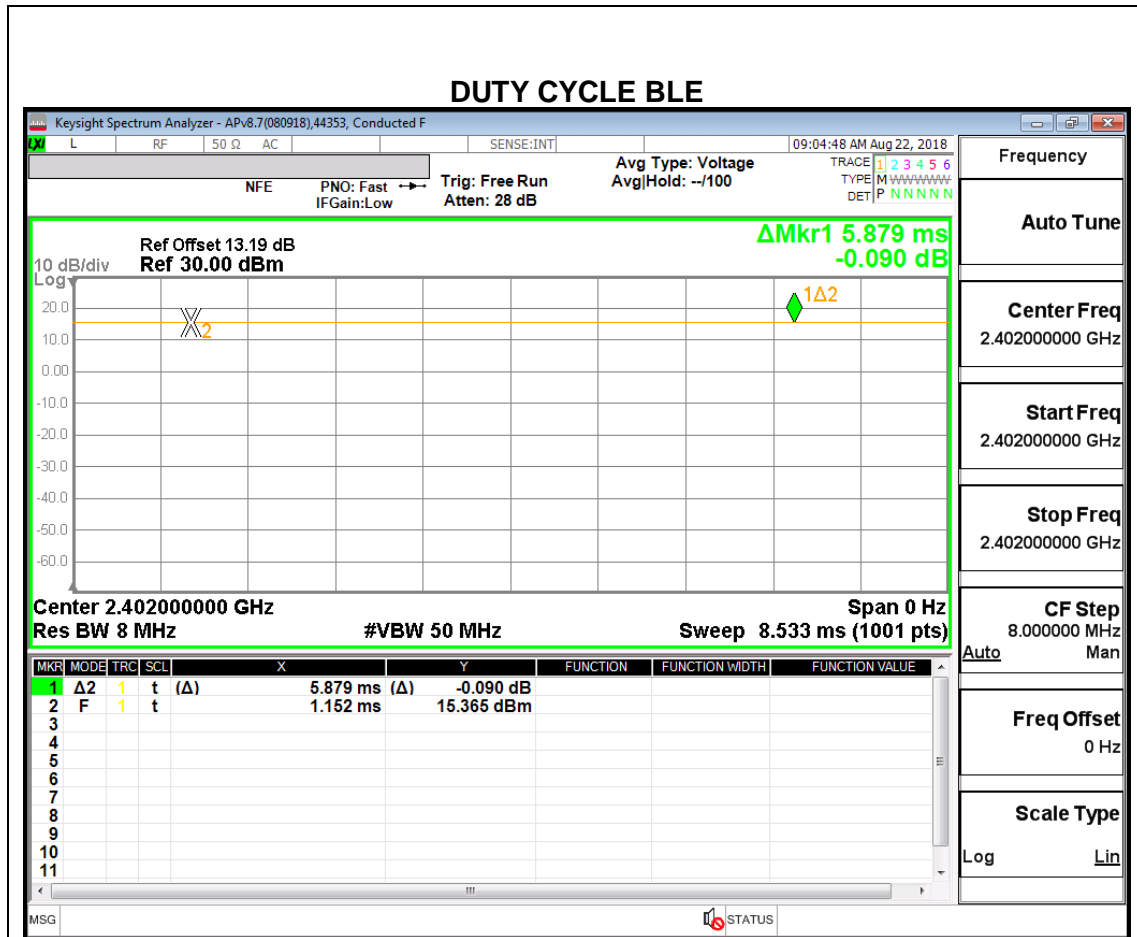 DUTY CYCLE BLE
Keysight Spectrum Analyzer - APv8.7(080918),44353, Conducted F
LXI L RF 50 Ω AC SENSE:INT 09:04:48 AM Aug 22, 2018
NFE
PNO: Fast
IFGain:Low
Trig: Free Run
Atten: 28 dB
Avg Type: Voltage
Avg|Hold: --/100
TRACE 1 2 3 4 5 6
TYPE M W W W W W
DET P N N N N N
ΔMkr1 5.879 ms
-0.090 dB
Ref Offset 13.19 dB
10 dB/div Ref 30.00 dBm
Log
20.0
10.0
0.00
-10.0
-20.0
-30.0
-40.0
-50.0
-60.0
2
1Δ2
Center 2.402000000 GHz Span 0 Hz
Res BW 8 MHz #VBW 50 MHz Sweep 8.533 ms (1001 pts)
MKR MODE TRC SCL X Y FUNCTION FUNCTION WIDTH FUNCTION VALUE
1 Δ2 1 t (Δ) 5.879 ms (Δ) -0.090 dB
2 F 1 t 1.152 ms 15.365 dBm
3
4
5
6
7
8
9
10
11
MSG STATUS
Frequency
Auto Tune
Center Freq
2.402000000 GHz
Start Freq
2.402000000 GHz
Stop Freq
2.402000000 GHz
CF Step
8.000000 MHz
Auto Man
Freq Offset
0 Hz
Scale Type
Log Lin